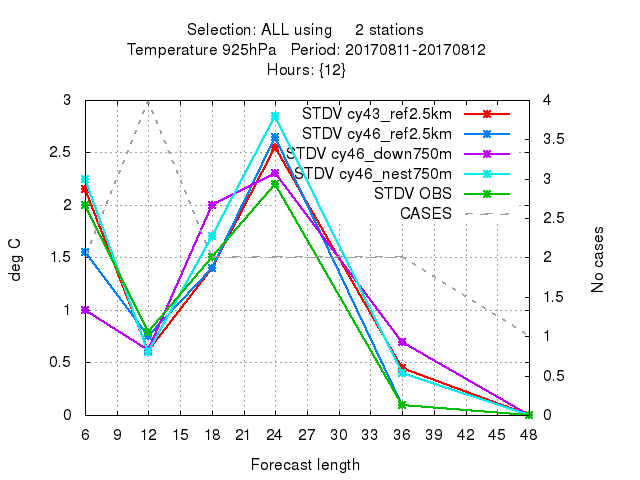 Selection: ALL using 2 stations
Temperature 925hPa Period: 20170811-20170812
Hours: {12}
3
2.5
2
1.5
1
0.5
0
deg C
4
3.5
3
2.5
2
1.5
1
0.5
0
No cases
STDV cy43_ref2.5km
STDV cy46_ref2.5km
STDV cy46_down750m
STDV cy46_nest750m
STDV OBS
CASES
6 9 12 15 18 21 24 27 30 33 36 39 42 45 48
Forecast length